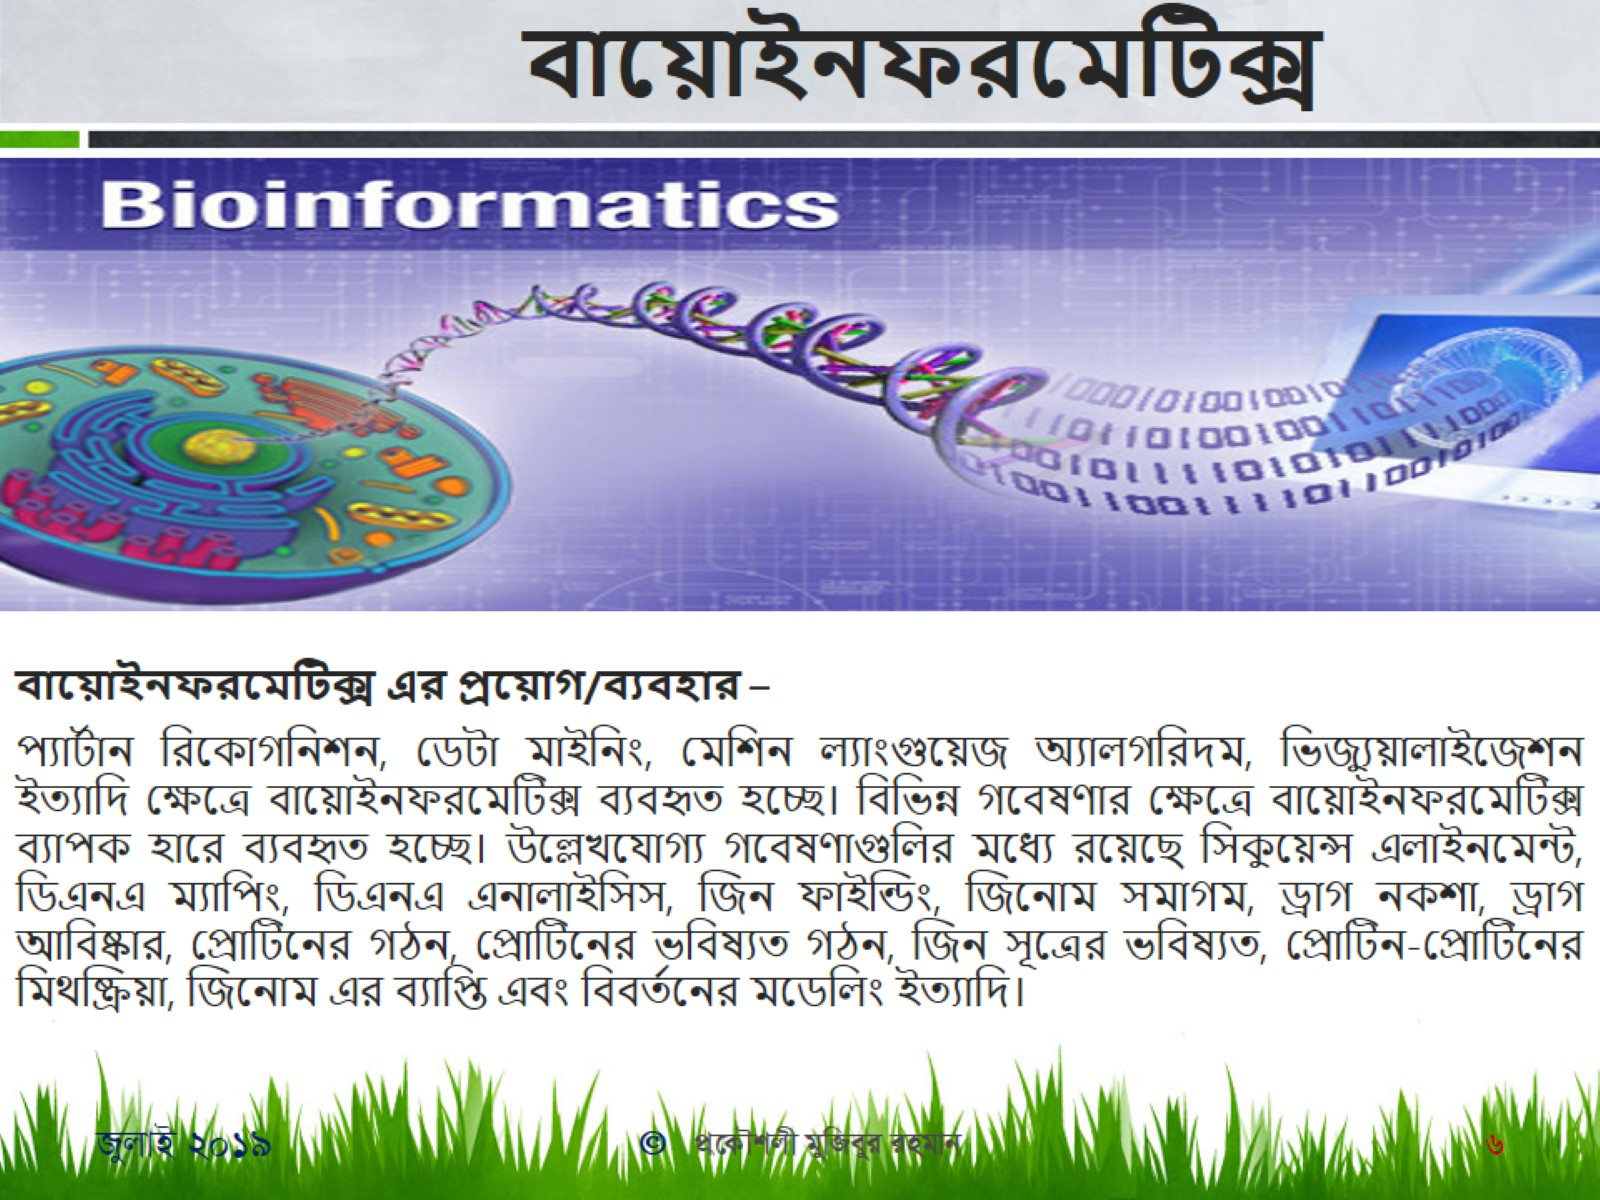 বায়োইনফরমেটিক্স
Bioinformatics
বায়োইনফরমেটিক্স এর প্রয়োগ/ব্যবহার –
প্যার্টান রিকোগনিশন, ডেটা মাইনিং, মেশিন ল্যাংগুয়েজ অ্যালগরিদম, ভিজ্যুয়ালাইজেশন
ইত্যাদি ক্ষেত্রে বায়োইনফরমেটিক্স ব্যবহৃত হচ্ছে। বিভিন্ন গবেষণার ক্ষেত্রে বায়োইনফরমেটিক্স
ব্যাপক হারে ব্যবহৃত হচ্ছে। উল্লেখযোগ্য গবেষণাগুলির মধ্যে রয়েছে সিকুয়েন্স এলাইনমেন্ট,
ডিএনএ ম্যাপিং, ডিএনএ এনালাইসিস, জিন ফাইন্ডিং, জিনোম সমাগম, ড্রাগ নকশা, ড্রাগ
আবিষ্কার, প্রোটিনের গঠন, প্রোটিনের ভবিষ্যত গঠন, জিন সূত্রের ভবিষ্যত, প্রোটিন-প্রোটিনের
মিথষ্ক্রিয়া, জিনোম এর ব্যাপ্তি এবং বিবর্তনের মডেলিং ইত্যাদি।
জুলাই ২০১৯ © প্রকৌশলী মুজিবুর রহমান ৬